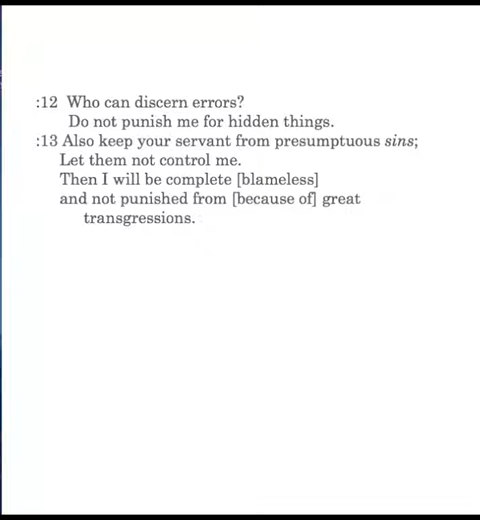 :12 Who can discern errors?
Do not punish me for hidden things.
:13 Also keep your servant from presumptuous sins;
Let them not control me.
Then I will be complete [blameless]
and not punished from [because of] great
transgressions.